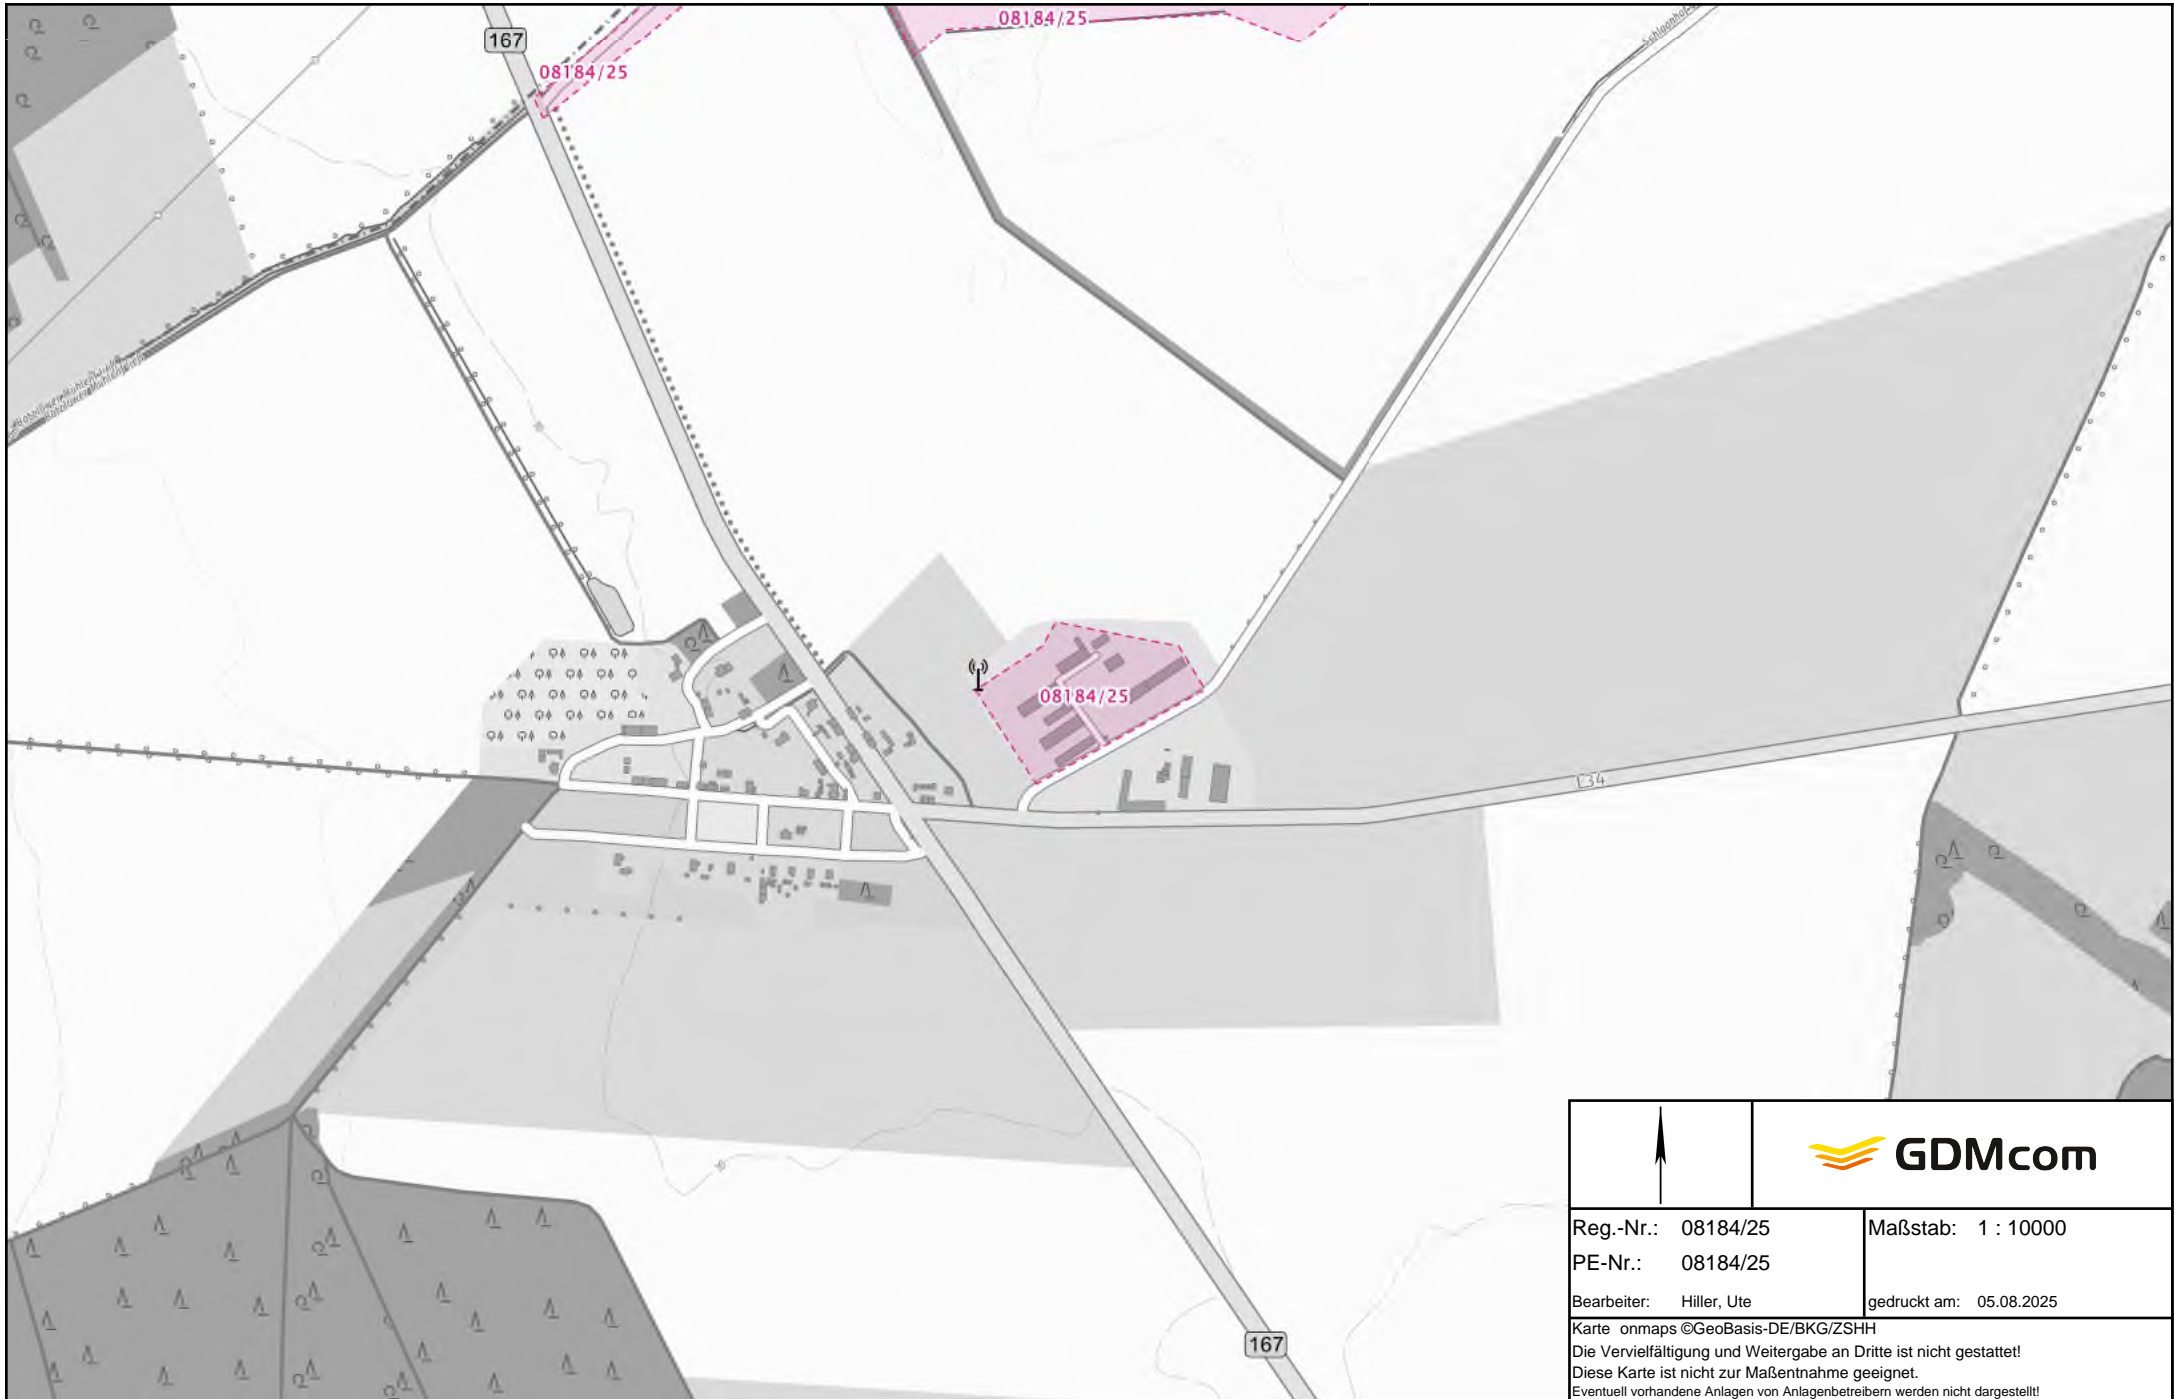 08184/25
167
08184/25
08184/25
L34
167
GDMcom
Reg.-Nr.: 08184/25
Maßstab: 1 : 10000
PE-Nr.: 08184/25
Bearbeiter: Hiller, Ute
gedruckt am: 05.08.2025
Karte onmaps ©GeoBasis-DE/BKG/ZSHH
Die Vervielfältigung und Weitergabe an Dritte ist nicht gestattet!
Diese Karte ist nicht zur Maßentnahme geeignet.
Eventuell vorhandene Anlagen von Anlagenbetreibern werden nicht dargestellt!